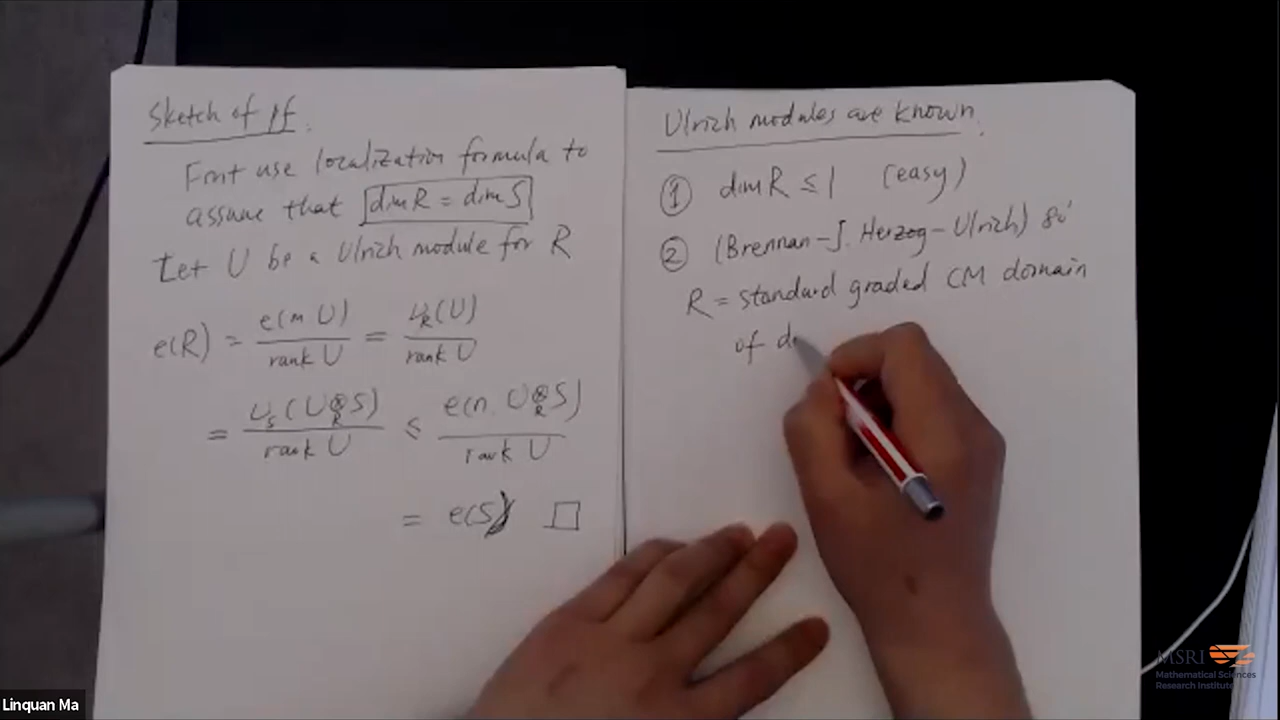 Sketch of pf.
First use localization formula to
assume that dim R = dim S
Let U be a Ulrich module for R
e(R) = e(m U) / rank U = ν_R(U) / rank U
= ν_S(U⊗_R S) / rank U ≤ e(n, U⊗_R S) / rank U
= e(S) □
Ulrich modules are known.
① dim R ≤ 1 (easy)
② (Brennan-J. Herzog-Ulrich) 80'
R = standard graded CM domain
of d
MSRI
Mathematical Sciences
Research Institute
Linquan Ma